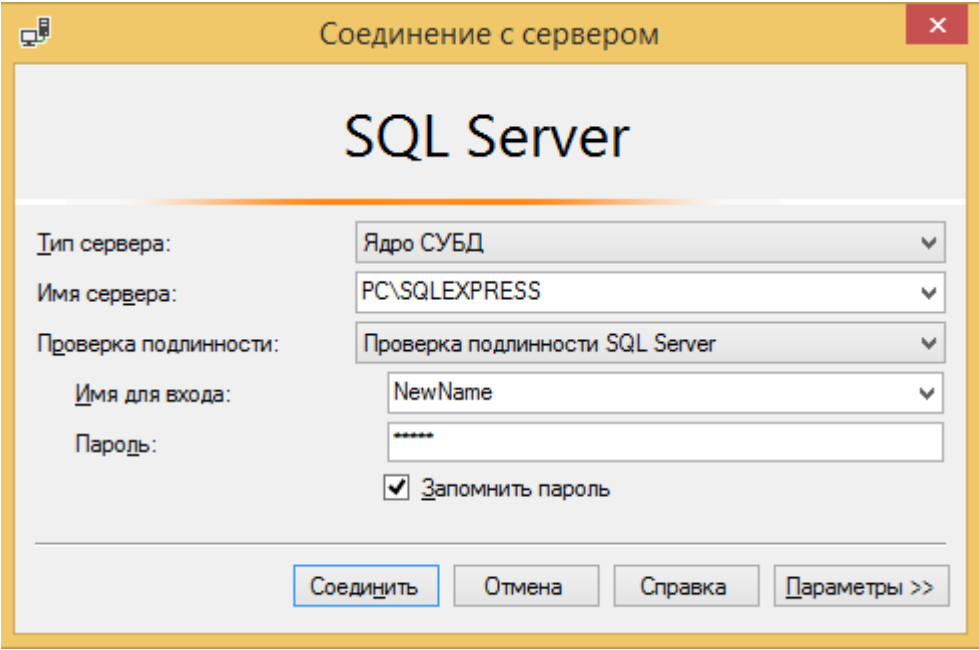 Соединение с сервером
SQL Server
Тип сервера: Ядро СУБД
Имя сервера: PC\SQLEXPRESS
Проверка подлинности: Проверка подлинности SQL Server
Имя для входа: NewName
Пароль: *****
Запомнить пароль
Соединить Отмена Справка Параметры >>